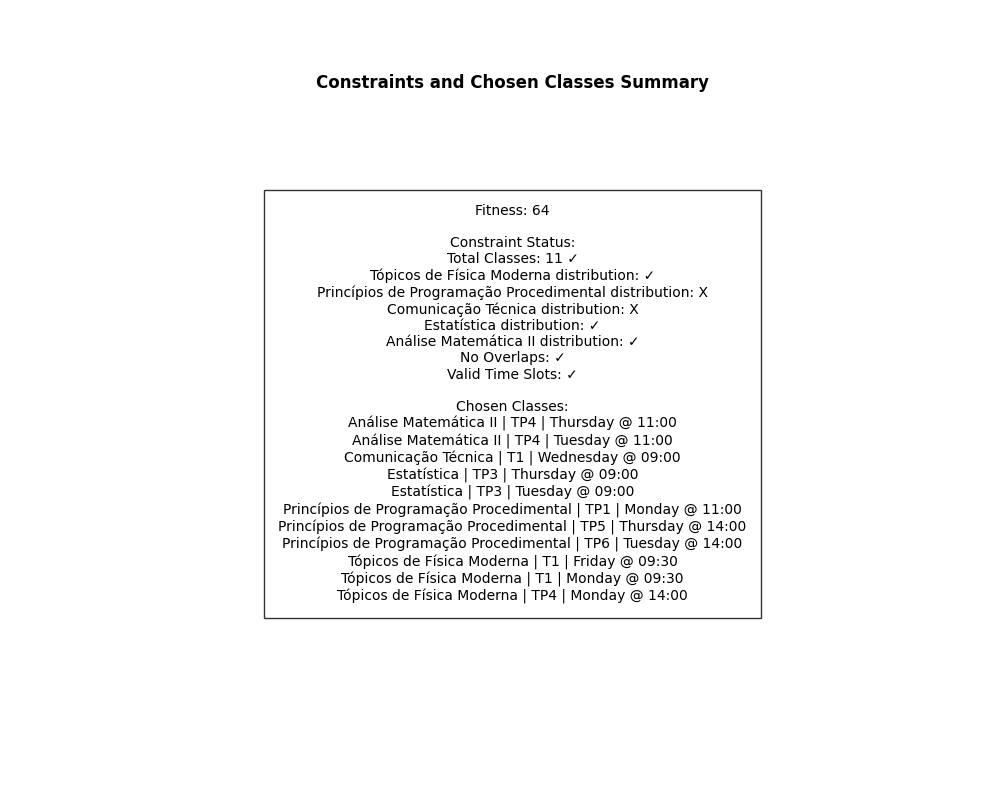 Constraints and Chosen Classes Summary
Fitness: 64
Constraint Status:
Total Classes: 11 ✓
Tópicos de Física Moderna distribution: ✓
Princípios de Programação Procedimental distribution: X
Comunicação Técnica distribution: X
Estatística distribution: ✓
Análise Matemática II distribution: ✓
No Overlaps: ✓
Valid Time Slots: ✓
Chosen Classes:
Análise Matemática II | TP4 | Thursday @ 11:00
Análise Matemática II | TP4 | Tuesday @ 11:00
Comunicação Técnica | T1 | Wednesday @ 09:00
Estatística | TP3 | Thursday @ 09:00
Estatística | TP3 | Tuesday @ 09:00
Princípios de Programação Procedimental | TP1 | Monday @ 11:00
Princípios de Programação Procedimental | TP5 | Thursday @ 14:00
Princípios de Programação Procedimental | TP6 | Tuesday @ 14:00
Tópicos de Física Moderna | T1 | Friday @ 09:30
Tópicos de Física Moderna | T1 | Monday @ 09:30
Tópicos de Física Moderna | TP4 | Monday @ 14:00